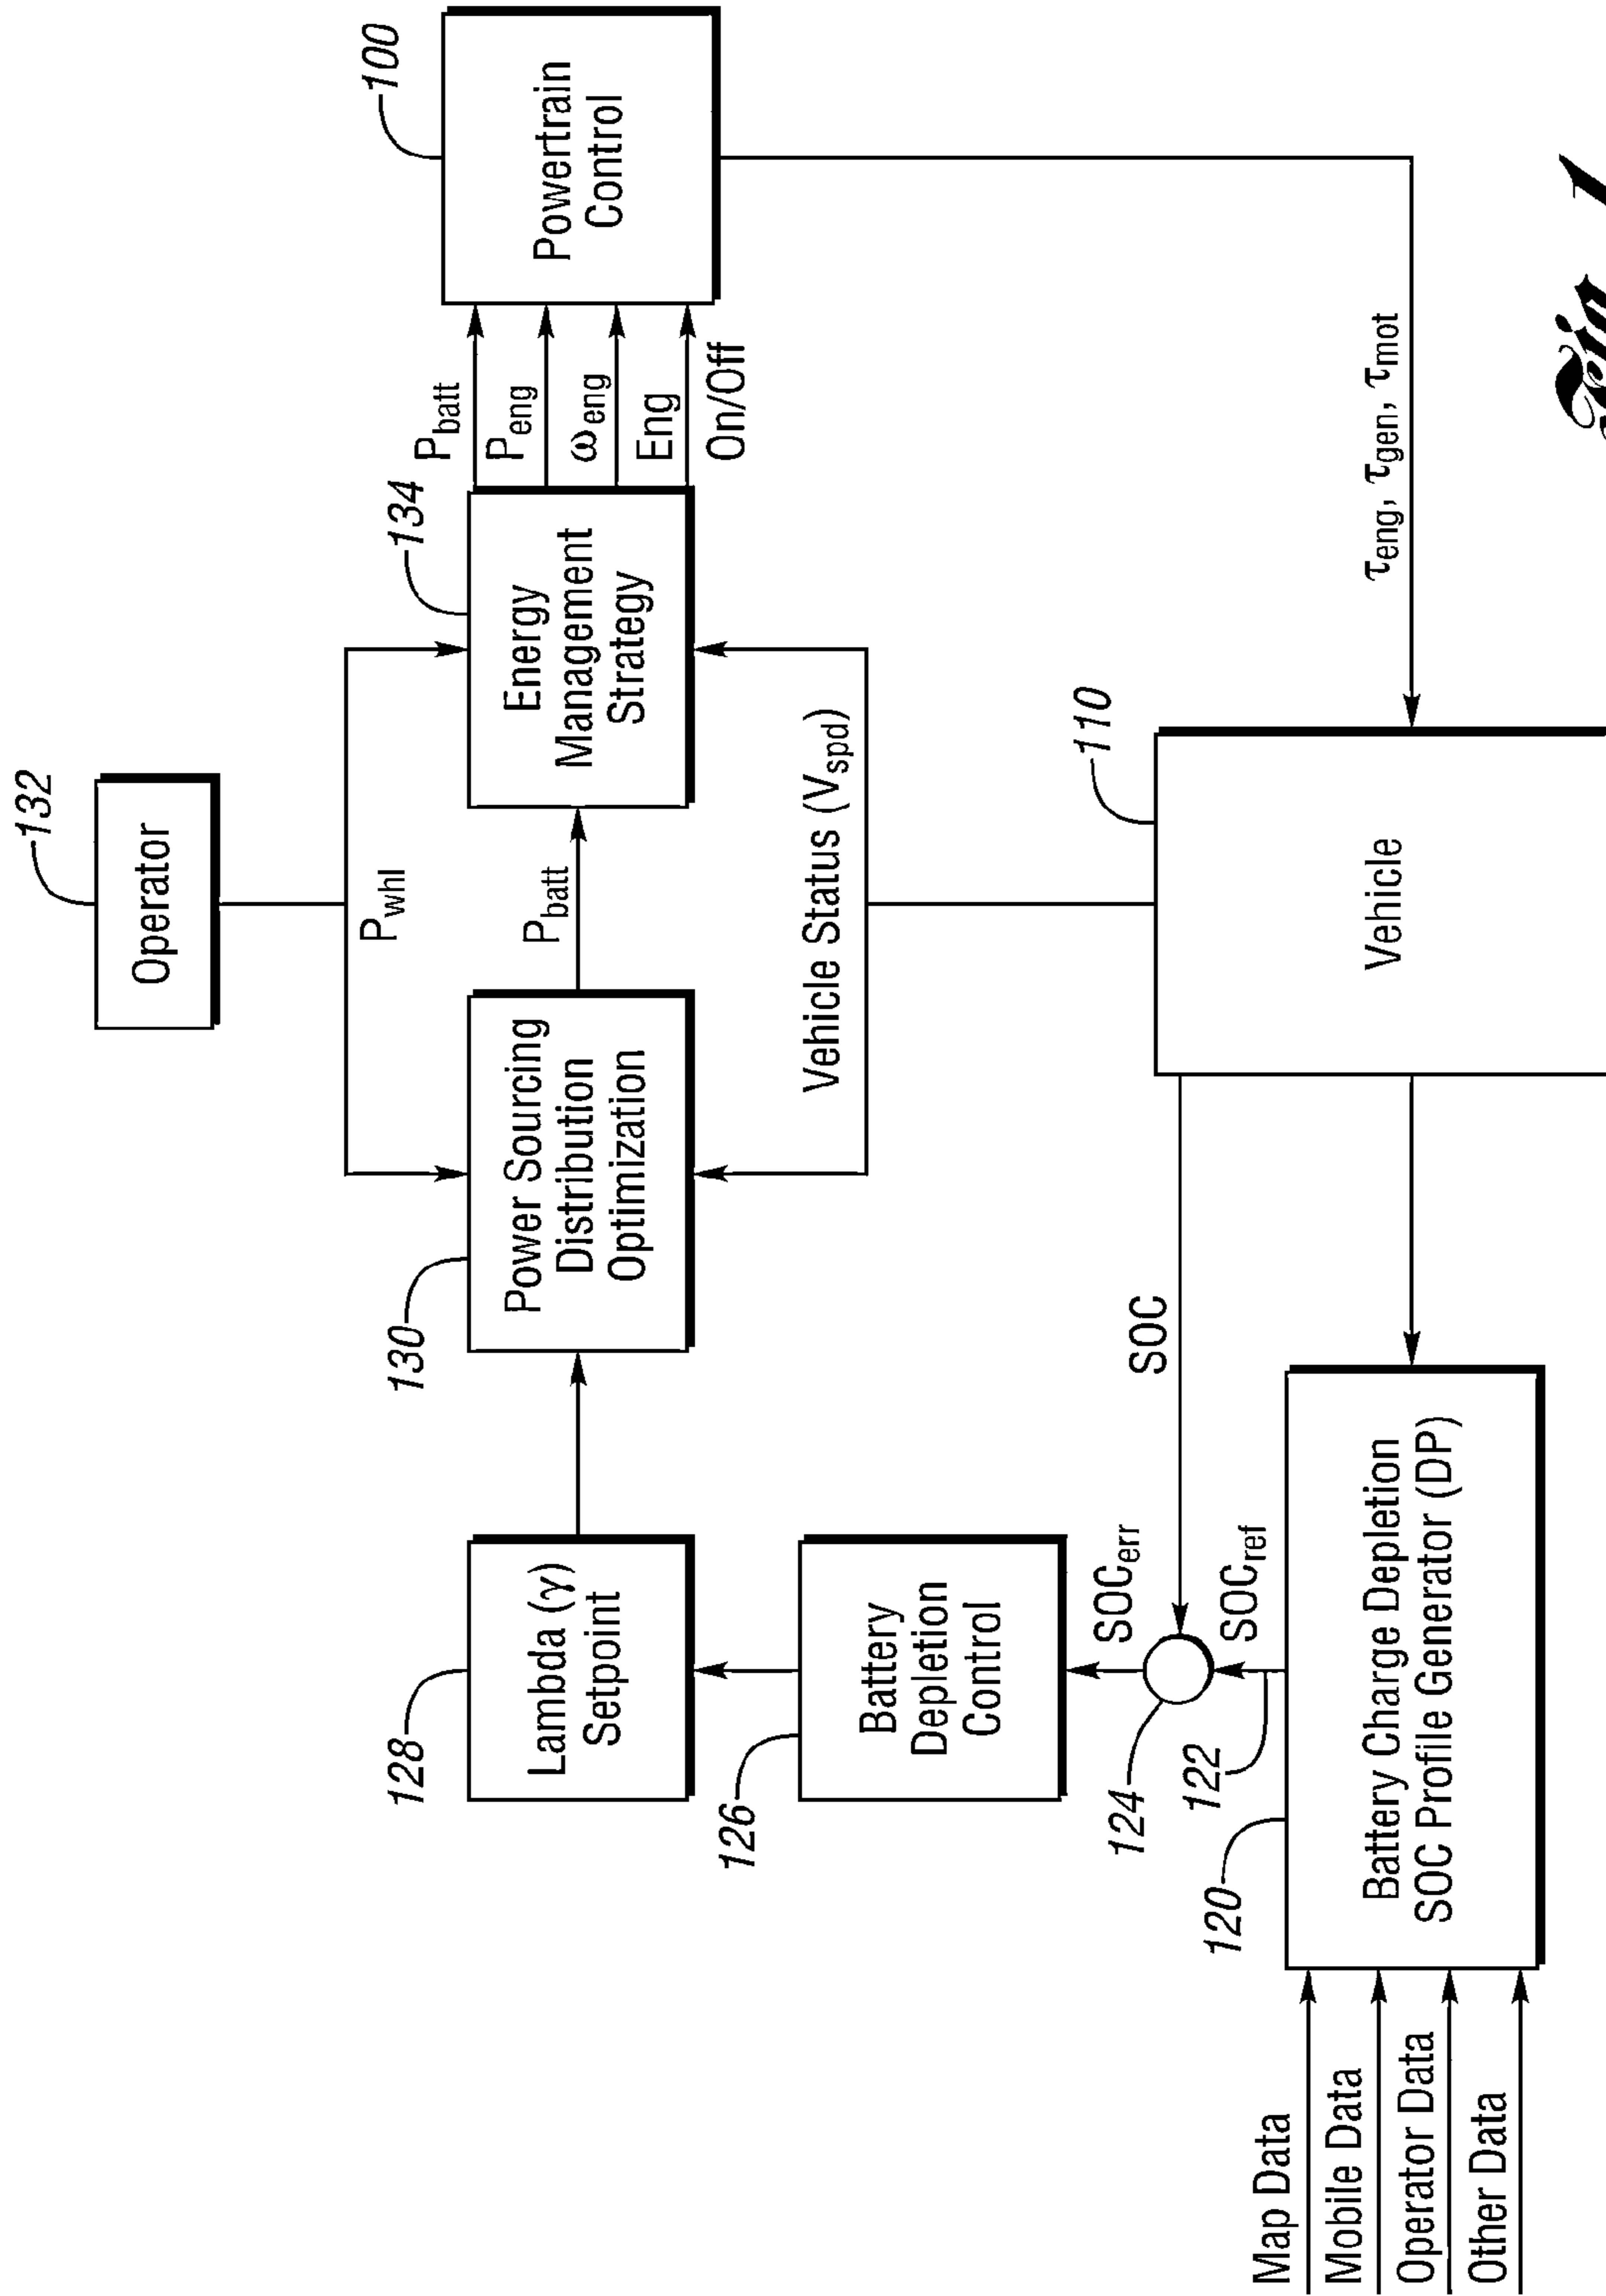 132
Operator
P_whl
128
Lambda (γ)
Setpoint
130
Power Sourcing
Distribution
Optimization
P_batt
134
Energy
Management
Strategy
P_batt
P_eng
ω_eng
Eng
On/Off
100
Powertrain
Control
126
Battery
Depletion
Control
Vehicle Status (V_spd)
SOC_err
SOC
124
SOC_ref
122
110
Vehicle
τ_eng, τ_gen, τ_mot
120
Battery Charge Depletion
SOC Profile Generator (DP)
Map Data
Mobile Data
Operator Data
Other Data
Fig. 1